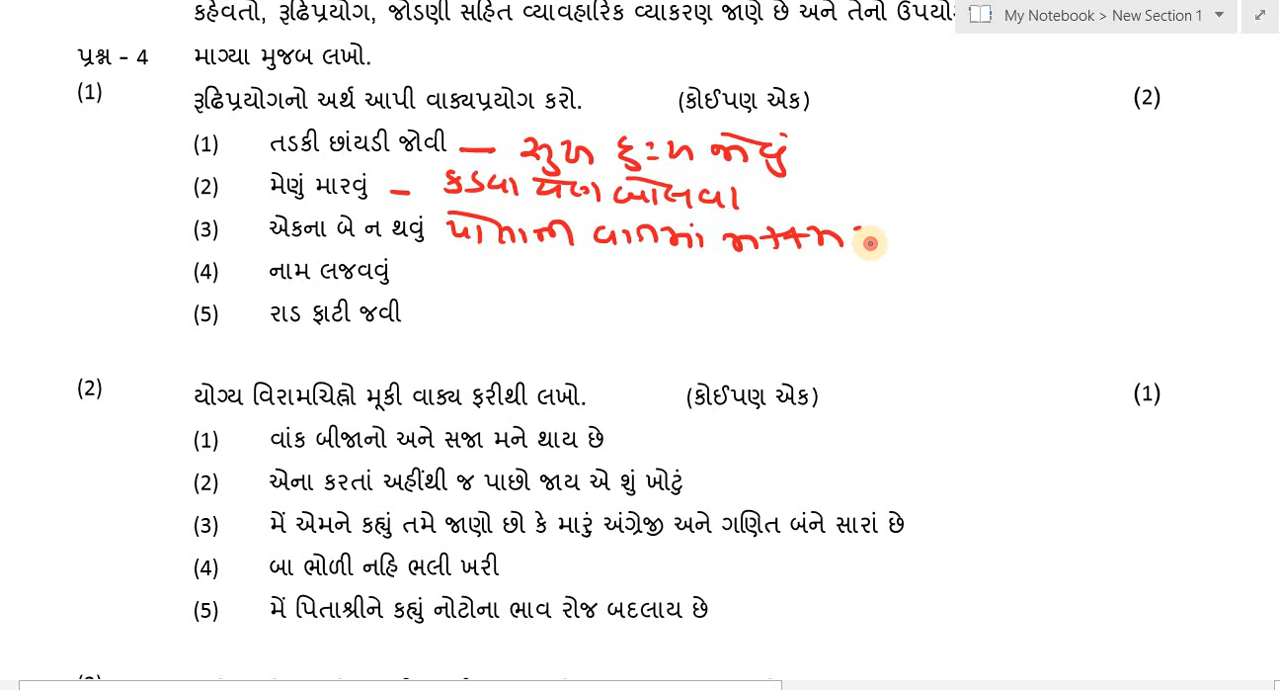 કહેવતો, રૂઢિપ્રયોગ, જોડણી સહિત વ્યાવહારિક વ્યાકરણ જાણે છે અને તેનો
My Notebook > New Section 1
પ્રશ્ન - 4 માગ્યા મુજબ લખો.
(1) રૂઢિપ્રયોગનો અર્થ આપી વાક્યપ્રયોગ કરો. (કોઈપણ એક) (2)
(1) તડકી છાંયડી જોવી — સુખ દુઃખ જોવું
(2) મેણું મારવું – કડવા વેણ બોલવા
(3) એકના બે ન થવું પોતાની વાતમાં મક્કમ
(4) નામ લજવવું
(5) રાડ ફાટી જવી
(2) યોગ્ય વિરામચિહ્નો મૂકી વાક્ય ફરીથી લખો. (કોઈપણ એક) (1)
(1) વાંક બીજાનો અને સજા મને થાય છે
(2) એના કરતાં અહીંથી જ પાછો જાય એ શું ખોટું
(3) મેં એમને કહ્યું તમે જાણો છો કે મારું અંગ્રેજી અને ગણિત બંને સારાં છે
(4) બા ભોળી નહિ ભલી ખરી
(5) મેં પિતાશ્રીને કહ્યું નોટોના ભાવ રોજ બદલાય છે